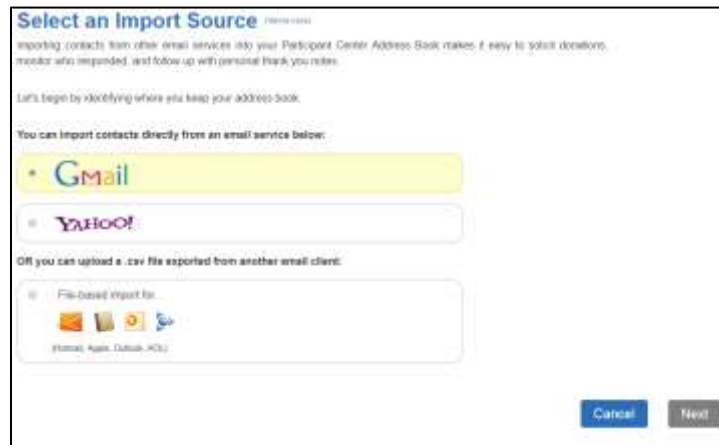 Select an Import Source
Importing contacts from other email services into your Participant Center Address Book makes it easy to solicit donations,
monitor who responded, and follow up with personal thank you notes.
Let's begin by identifying where you keep your address book.
You can import contacts directly from an email service below:
Gmail
YAHOO!
OR you can upload a .csv file exported from another email client:
File-based import for...
(Hotmail, Apple, Outlook, AOL)
Cancel Next